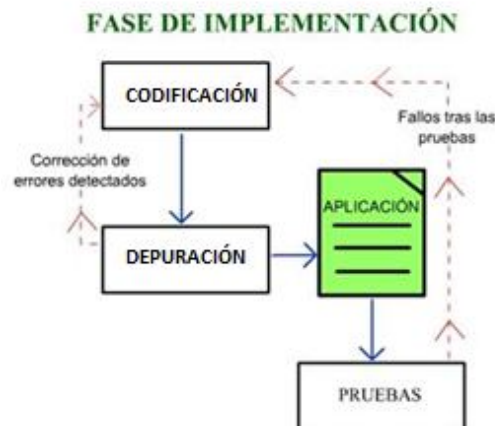 FASE DE IMPLEMENTACIÓN
CODIFICACIÓN
Fallos tras las
pruebas
Corrección de
errores detectados
APLICACIÓN
DEPURACIÓN
PRUEBAS